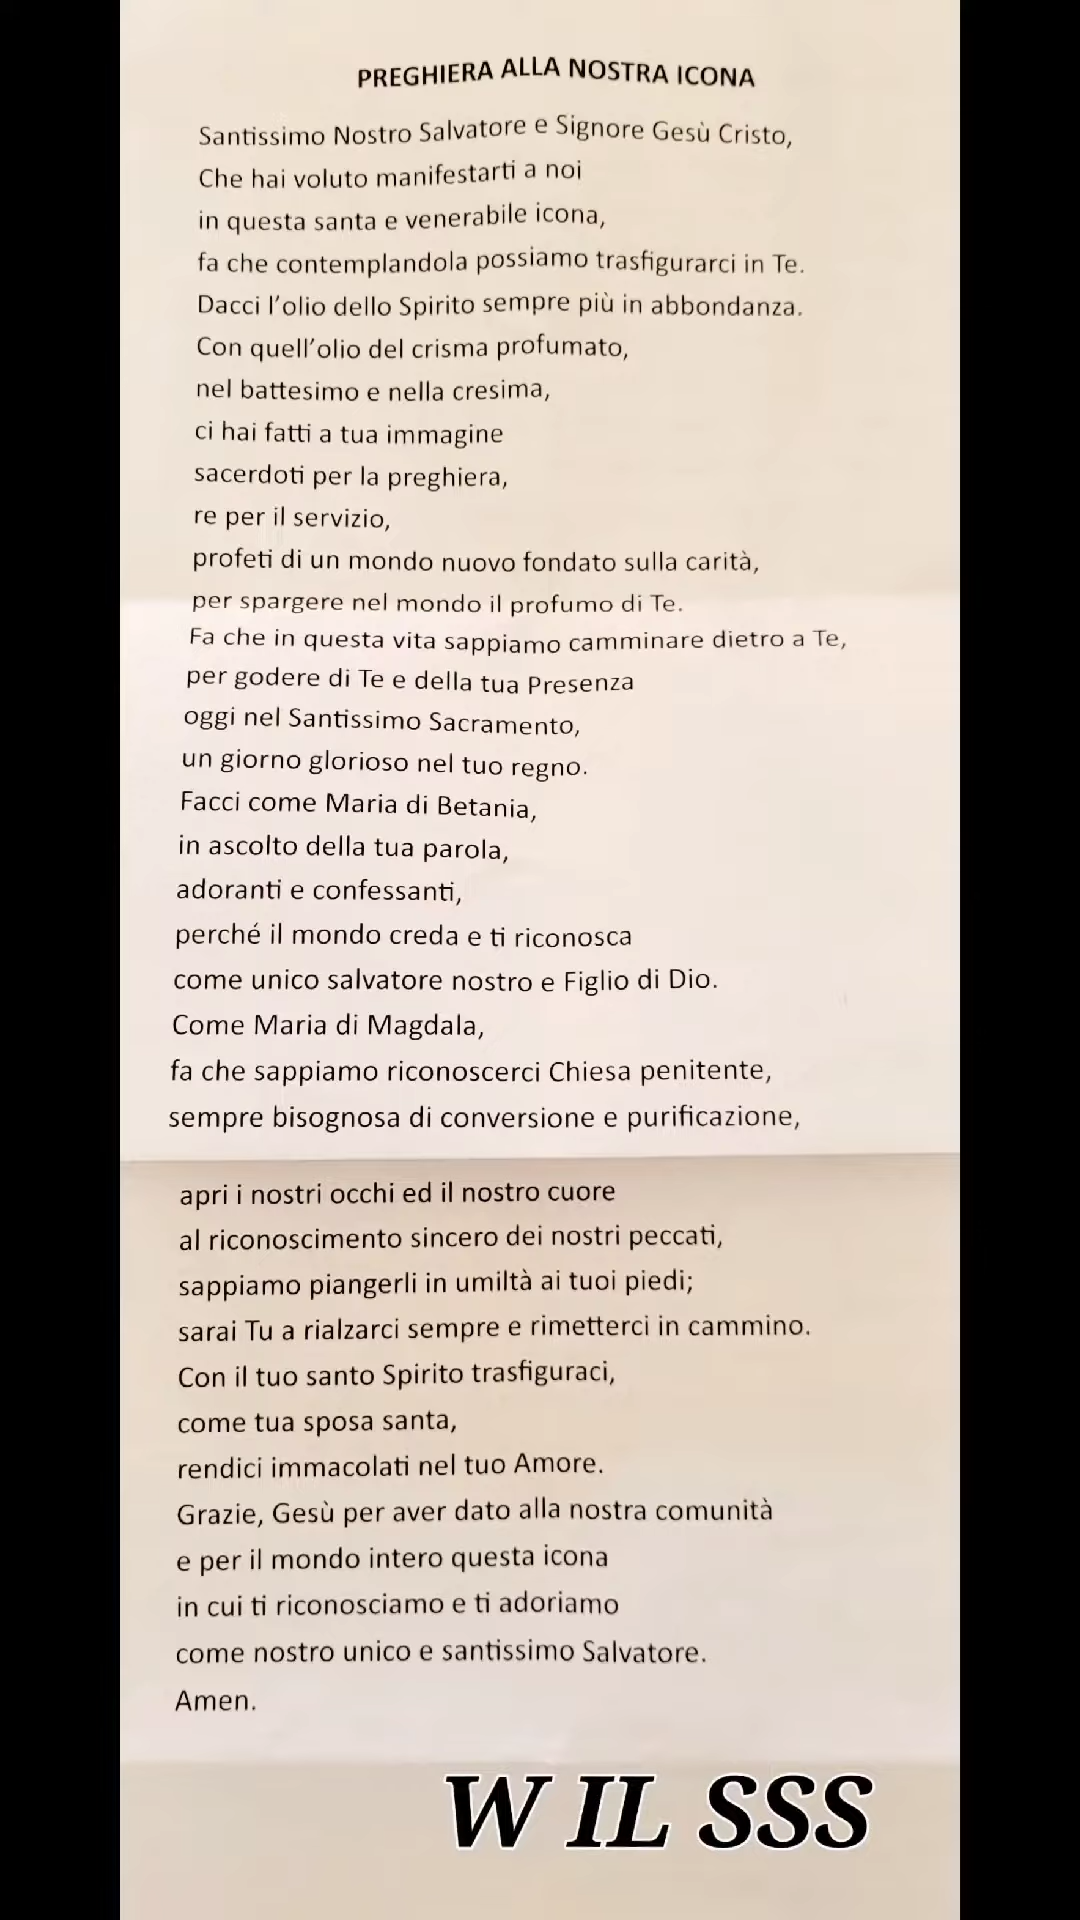 PREGHIERA ALLA NOSTRA ICONA
Santissimo Nostro Salvatore e Signore Gesù Cristo,
Che hai voluto manifestarti a noi
in questa santa e venerabile icona,
fa che contemplandola possiamo trasfigurarci in Te.
Dacci l'olio dello Spirito sempre più in abbondanza.
Con quell'olio del crisma profumato,
nel battesimo e nella cresima,
ci hai fatti a tua immagine
sacerdoti per la preghiera,
re per il servizio,
profeti di un mondo nuovo fondato sulla carità,
per spargere nel mondo il profumo di Te.
Fa che in questa vita sappiamo camminare dietro a Te,
per godere di Te e della tua Presenza
oggi nel Santissimo Sacramento,
un giorno glorioso nel tuo regno.
Facci come Maria di Betania,
in ascolto della tua parola,
adoranti e confessanti,
perché il mondo creda e ti riconosca
come unico salvatore nostro e Figlio di Dio.
Come Maria di Magdala,
fa che sappiamo riconoscerci Chiesa penitente,
sempre bisognosa di conversione e purificazione,
apri i nostri occhi ed il nostro cuore
al riconoscimento sincero dei nostri peccati,
sappiamo piangerli in umiltà ai tuoi piedi;
sarai Tu a rialzarci sempre e rimetterci in cammino.
Con il tuo santo Spirito trasfiguraci,
come tua sposa santa,
rendici immacolati nel tuo Amore.
Grazie, Gesù per aver dato alla nostra comunità
e per il mondo intero questa icona
in cui ti riconosciamo e ti adoriamo
come nostro unico e santissimo Salvatore.
Amen.
W IL SSS